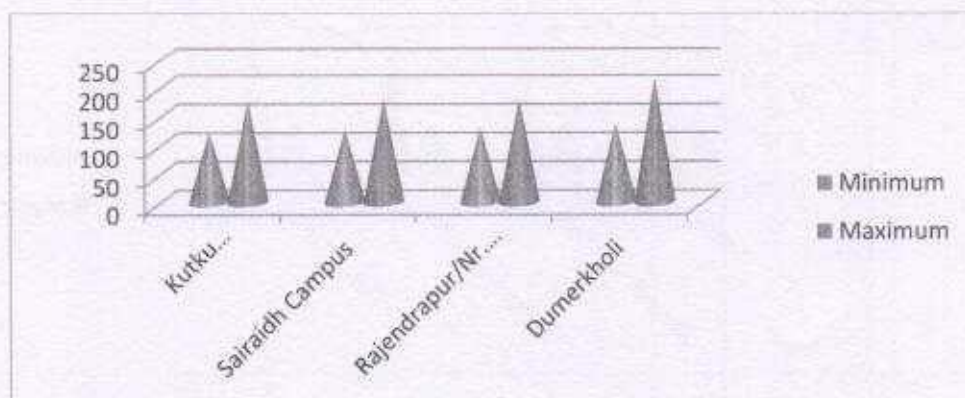 250
200
150
100
50
0
Kutku...
Sairaidh Campus
Rajendrapur/Nr....
Dumerkholi
Minimum
Maximum